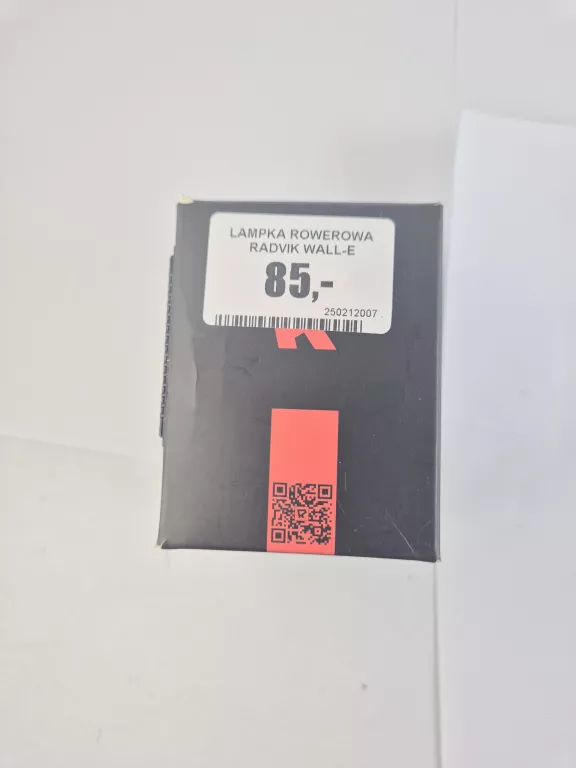 LAMPKA ROWEROWA
RADVIK WALL-E
85,-
250212007